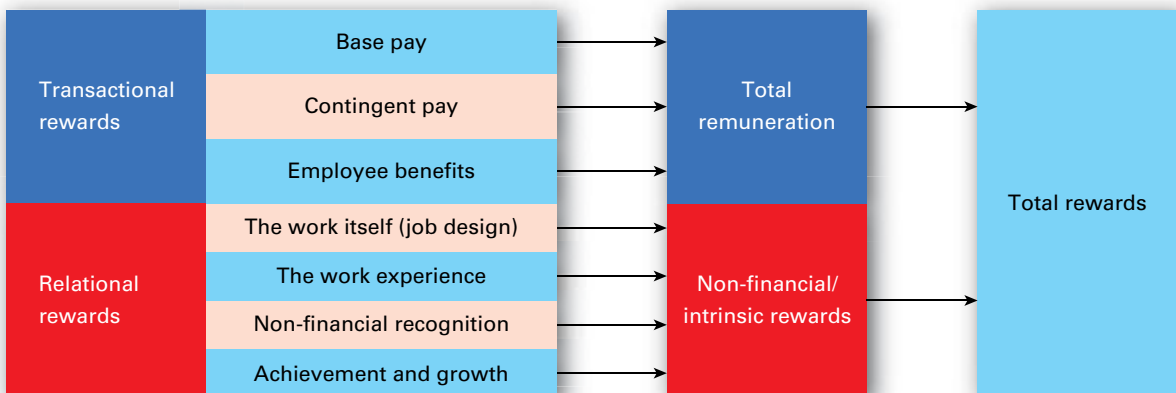 Transactional
rewards
Base pay
Contingent pay
Employee benefits
Total
remuneration
Relational
rewards
The work itself (job design)
The work experience
Non-financial recognition
Achievement and growth
Non-financial/
intrinsic rewards
Total rewards